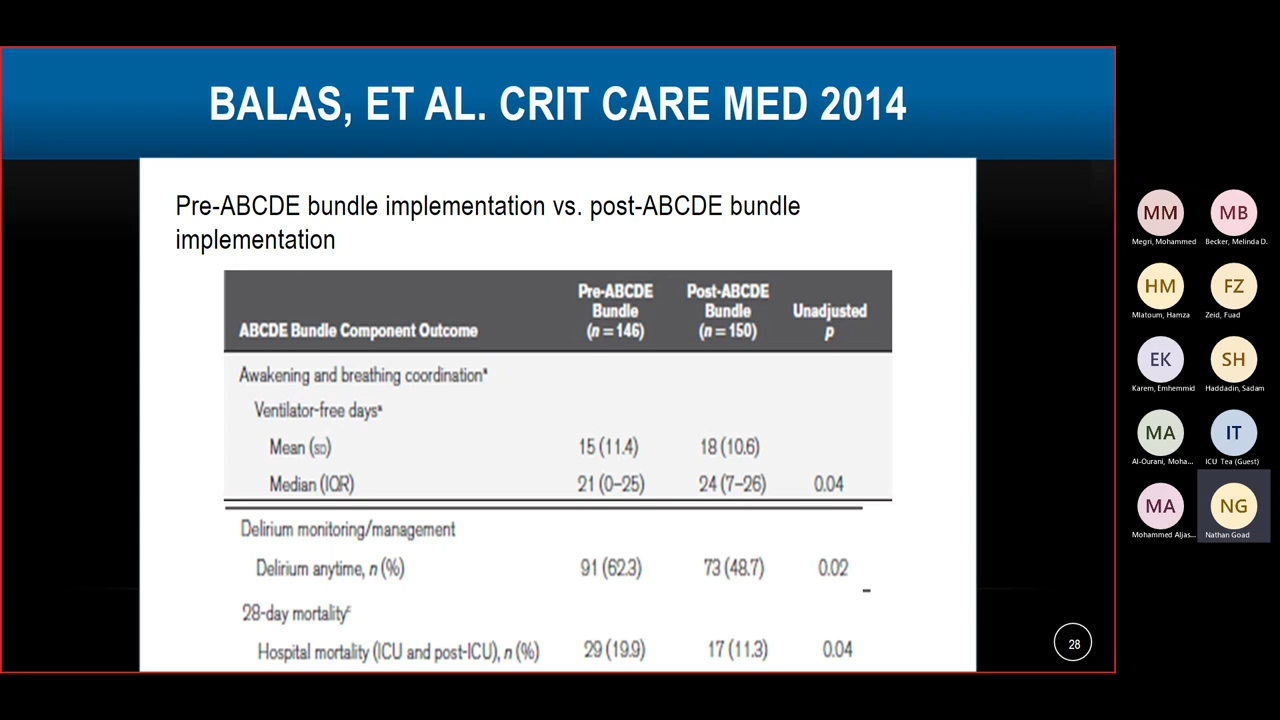 BALAS, ET AL. CRIT CARE MED 2014
Pre-ABCDE bundle implementation vs. post-ABCDE bundle
implementation
ABCDE Bundle Component Outcome
Pre-ABCDE
Bundle
(n = 146)
Post-ABCDE
Bundle
(n = 150)
Unadjusted
p
Awakening and breathing coordination*
Ventilator-free days*
Mean (SD) 15 (11.4) 18 (10.6)
Median (IQR) 21 (0–25) 24 (7–26) 0.04
Delirium monitoring/management
Delirium anytime, n (%) 91 (62.3) 73 (48.7) 0.02
28-day mortality
Hospital mortality (ICU and post-ICU), n (%) 29 (19.9) 17 (11.3) 0.04
28
MM MB
Megri, Mohammed Becker, Melinda D.
HM FZ
Mlatoum, Hamza Zeid, Fuad
EK SH
Karem, Emhemmid Haddadin, Sadam
MA IT
Al-Ourani, Moha... ICU Tea (Guest)
MA NG
Mohammed Aljas... Nathan Goad